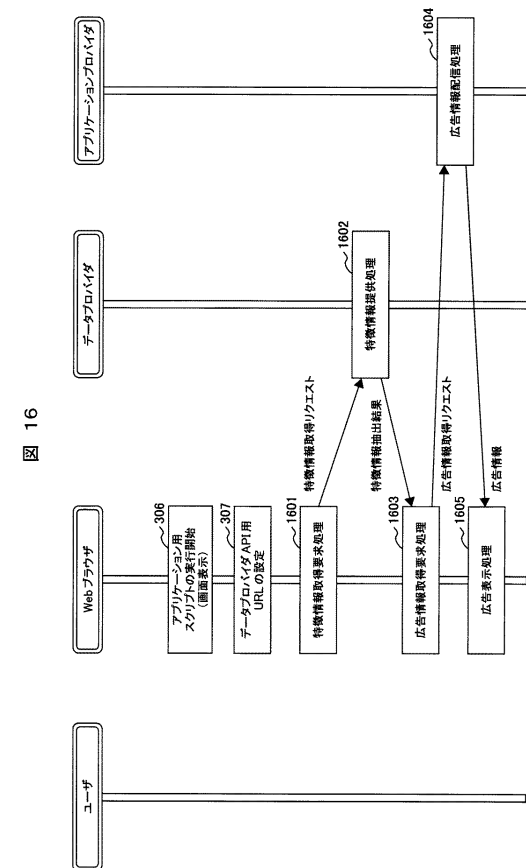 図 16
ユーザ
Webブラウザ
データプロバイダ
アプリケーションプロバイダ
306
アプリケーション用
スクリプトの実行開始
(画面表示)
307
データプロバイダAPI用
URLの設定
1601
特徴情報取得要求処理
特徴情報取得リクエスト
1602
特徴情報提供処理
特徴情報抽出結果
1603
広告情報取得要求処理
広告情報取得リクエスト
1604
広告情報配信処理
広告情報
1605
広告表示処理